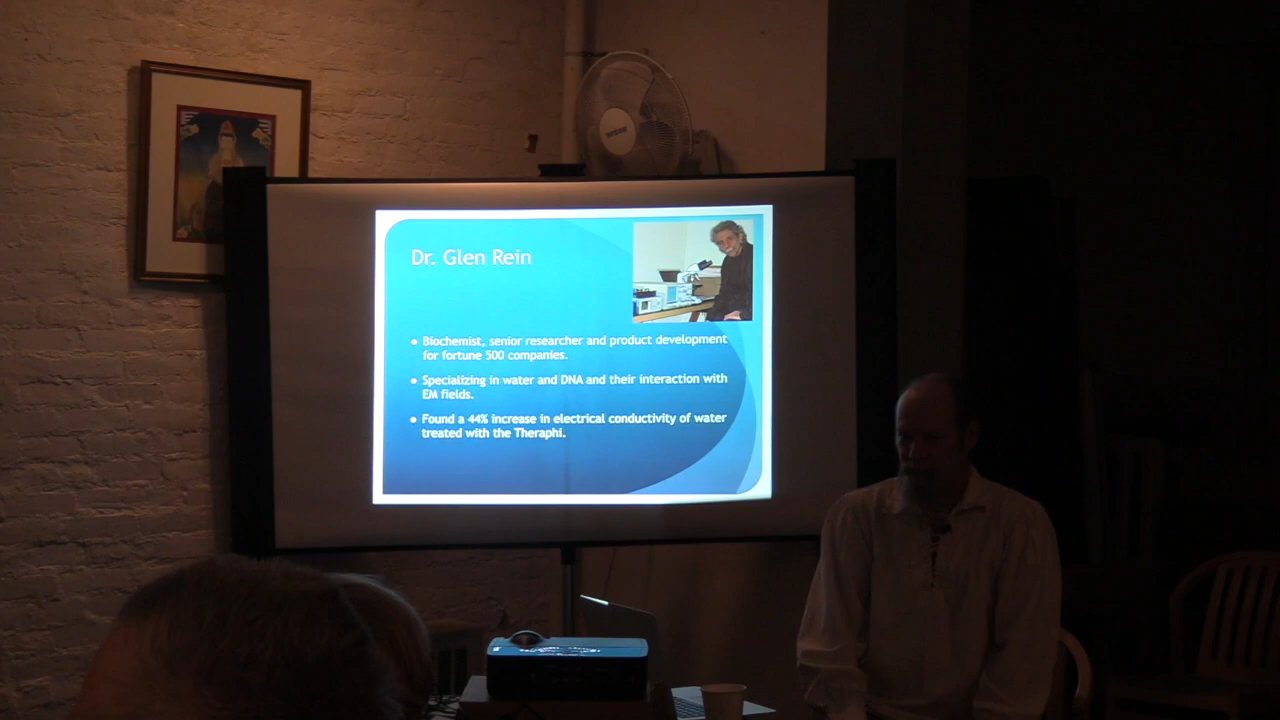 Dr. Glen Rein
• Biochemist, senior researcher and product development
for fortune 500 companies.
• Specializing in water and DNA and their interaction with
EM fields.
• Found a 44% increase in electrical conductivity of water
treated with the Theraphi.